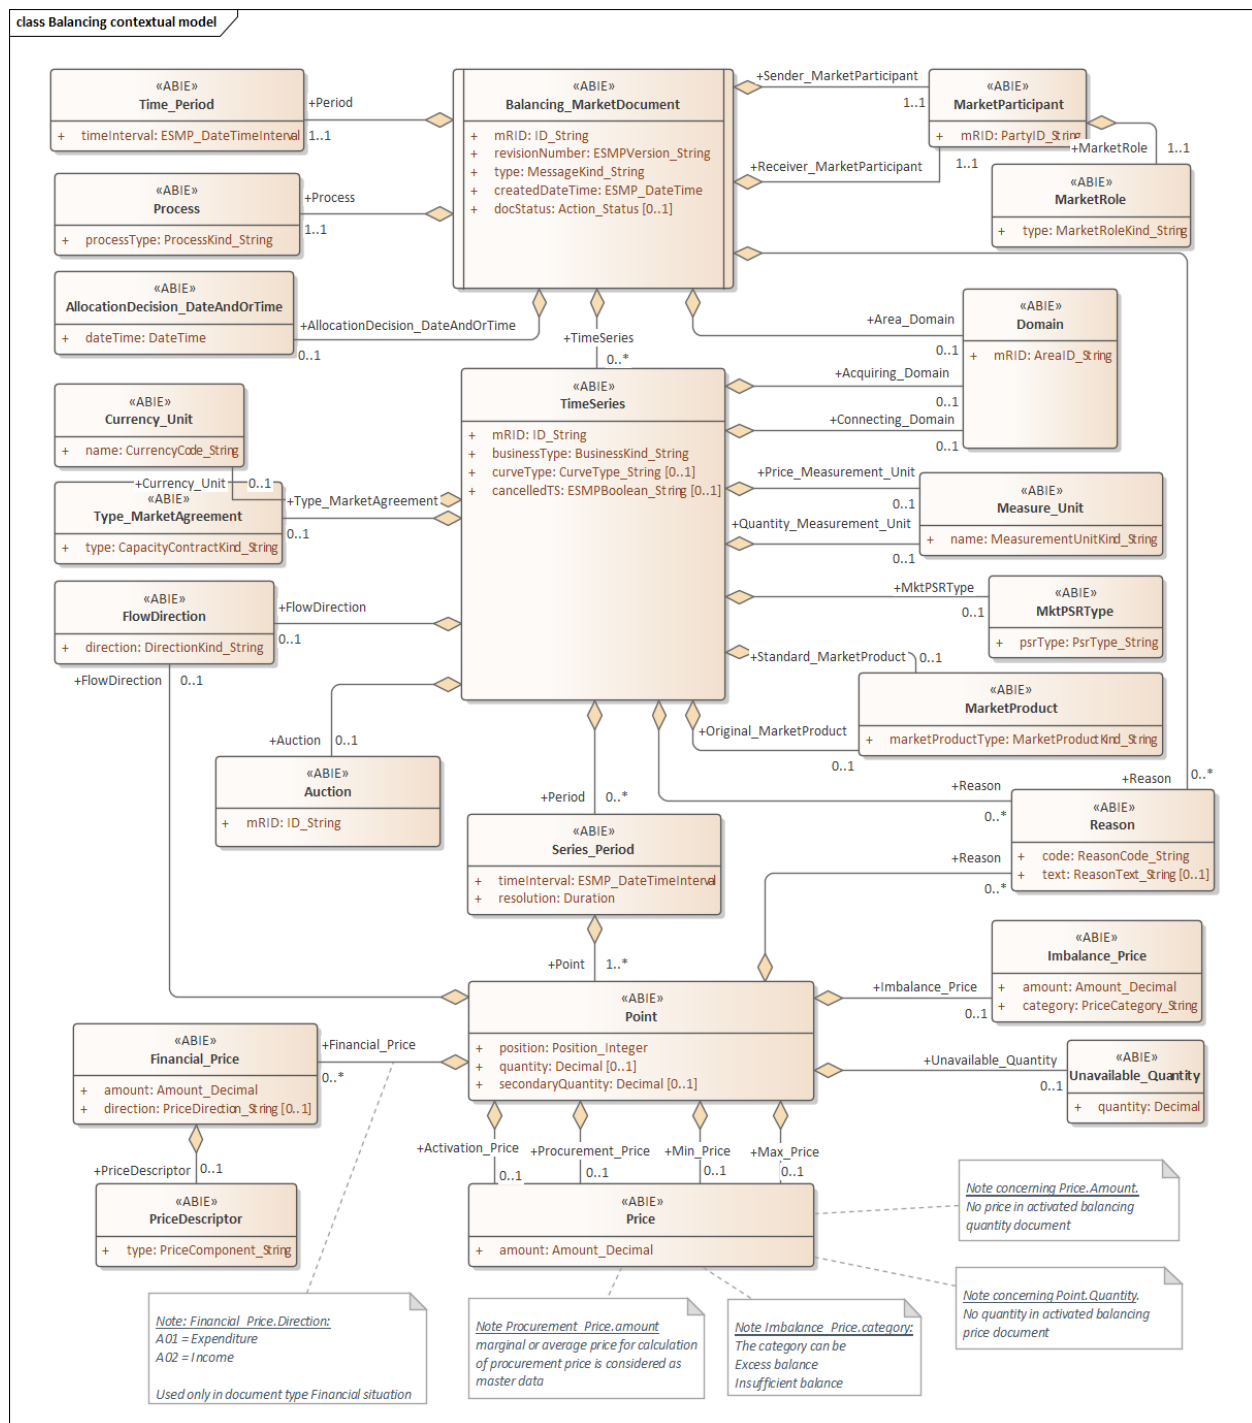 class Balancing contextual model
«ABIE»
Time_Period
+ timeInterval: ESMP_DateTimeInterval
+Period
1..1
«ABIE»
Balancing_MarketDocument
+ mRID: ID_String
+ revisionNumber: ESMPVersion_String
+ type: MessageKind_String
+ createdDateTime: ESMP_DateTime
+ docStatus: Action_Status [0..1]
+Sender_MarketParticipant
1..1
«ABIE»
MarketParticipant
+ mRID: PartyID_String
+MarketRole
1..1
+Receiver_MarketParticipant
1..1
«ABIE»
MarketRole
+ type: MarketRoleKind_String
«ABIE»
Process
+ processType: ProcessKind_String
+Process
1..1
«ABIE»
AllocationDecision_DateAndOrTime
+ dateTime: DateTime
+AllocationDecision_DateAndOrTime
0..1
+TimeSeries
0..*
+Area_Domain
0..1
«ABIE»
Domain
+ mRID: AreaID_String
+Acquiring_Domain
0..1
+Connecting_Domain
0..1
«ABIE»
TimeSeries
+ mRID: ID_String
+ businessType: BusinessKind_String
+ curveType: CurveType_String [0..1]
+ cancelledTS: ESMPBoolean_String [0..1]
«ABIE»
Currency_Unit
+ name: CurrencyCode_String
+Currency_Unit
0..1
«ABIE»
Type_MarketAgreement
+ type: CapacityContractKind_String
+Type_MarketAgreement
0..1
+Price_Measurement_Unit
0..1
+Quantity_Measurement_Unit
0..1
«ABIE»
Measure_Unit
+ name: MeasurementUnitKind_String
«ABIE»
FlowDirection
+ direction: DirectionKind_String
+FlowDirection
0..1
+FlowDirection
0..1
+MktPSRType
0..1
«ABIE»
MktPSRType
+ psrType: PsrType_String
+Standard_MarketProduct
0..1
«ABIE»
MarketProduct
+ marketProductType: MarketProductKind_String
+Original_MarketProduct
0..1
+Auction
0..1
«ABIE»
Auction
+ mRID: ID_String
+Period
0..*
+Reason
0..*
+Reason
0..*
«ABIE»
Reason
+ code: ReasonCode_String
+ text: ReasonText_String [0..1]
+Reason
0..*
«ABIE»
Series_Period
+ timeInterval: ESMP_DateTimeInterval
+ resolution: Duration
+Point
1..*
«ABIE»
Point
+ position: Position_Integer
+ quantity: Decimal [0..1]
+ secondaryQuantity: Decimal [0..1]
+Imbalance_Price
0..1
«ABIE»
Imbalance_Price
+ amount: Amount_Decimal
+ category: PriceCategory_String
«ABIE»
Financial_Price
+ amount: Amount_Decimal
+ direction: PriceDirection_String [0..1]
+Financial_Price
0..*
+Unavailable_Quantity
0..1
«ABIE»
Unavailable_Quantity
+ quantity: Decimal
+PriceDescriptor
0..1
«ABIE»
PriceDescriptor
+ type: PriceComponent_String
+Activation_Price
0..1
+Procurement_Price
0..1
+Min_Price
0..1
+Max_Price
0..1
«ABIE»
Price
+ amount: Amount_Decimal
Note concerning Price.Amount.
No price in activated balancing
quantity document
Note concerning Point.Quantity.
No quantity in activated balancing
price document
Note: Financial_Price.Direction:
A01 = Expenditure
A02 = Income
Used only in document type Financial situation
Note Procurement_Price.amount
marginal or average price for calculation
of procurement price is considered as
master data
Note Imbalance_Price.category:
The category can be
Excess balance
Insufficient balance